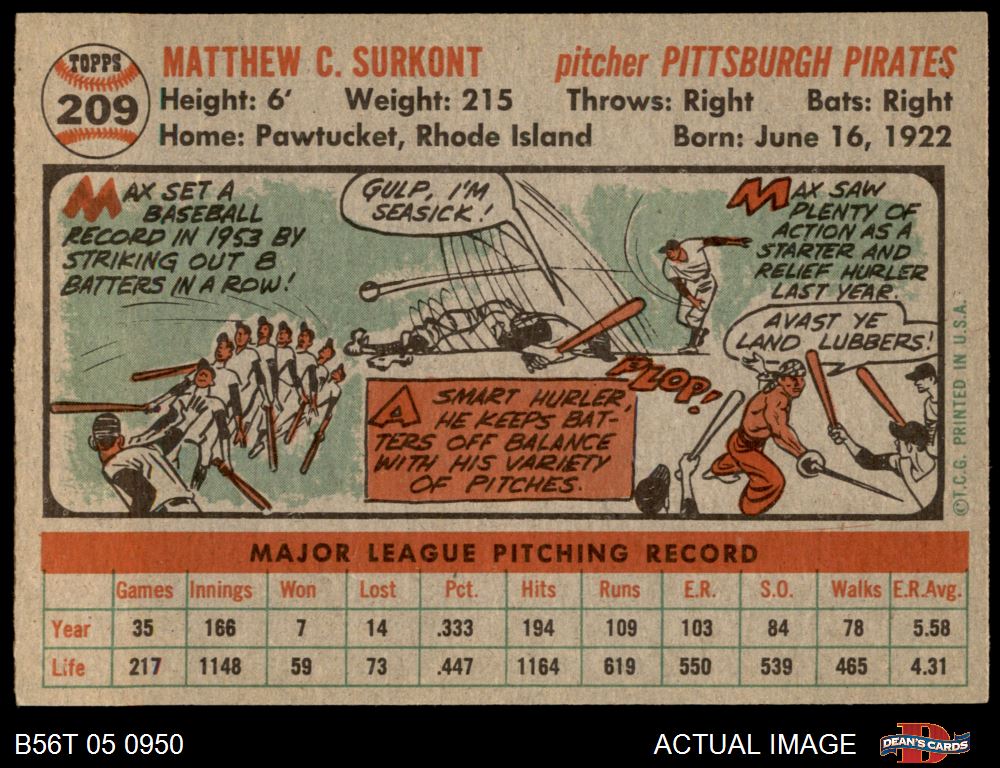 TOPPS
209
MATTHEW C. SURKONT pitcher PITTSBURGH PIRATES
Height: 6' Weight: 215 Throws: Right Bats: Right
Home: Pawtucket, Rhode Island Born: June 16, 1922
MAX SET A
BASEBALL
RECORD IN 1953 BY
STRIKING OUT 8
BATTERS IN A ROW!
GULP, I'M
SEASICK!
A SMART HURLER,
HE KEEPS BAT-
TERS OFF BALANCE
WITH HIS VARIETY
OF PITCHES.
PLOP!
MAX SAW
PLENTY OF
ACTION AS A
STARTER AND
RELIEF HURLER
LAST YEAR.
AVAST YE
LAND LUBBERS!
©T.C.G. PRINTED IN U.S.A.
MAJOR LEAGUE PITCHING RECORD
Games Innings Won Lost Pct. Hits Runs E.R. S.O. Walks E.R.Avg.
Year 35 166 7 14 .333 194 109 103 84 78 5.58
Life 217 1148 59 73 .447 1164 619 550 539 465 4.31
B56T 05 0950 ACTUAL IMAGE
D
DEAN'S CARDS